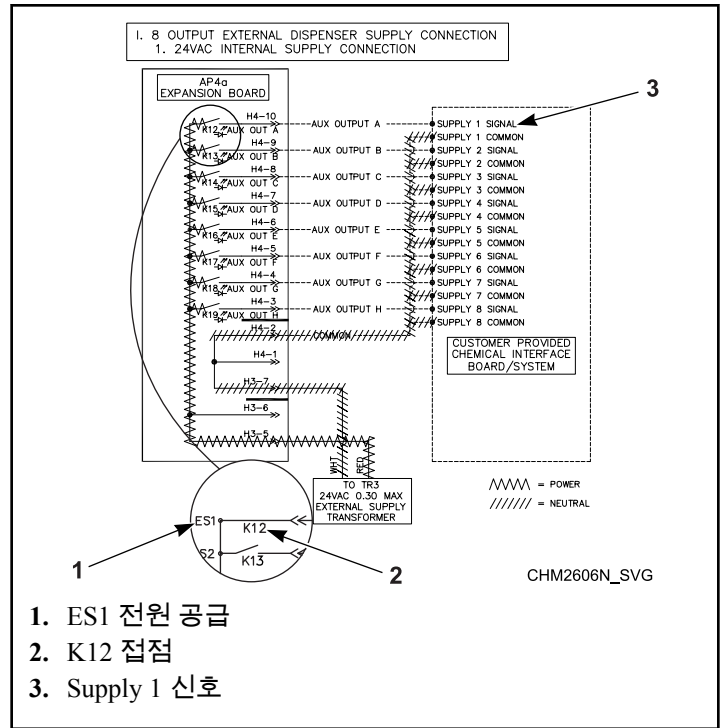 I. 8 OUTPUT EXTERNAL DISPENSER SUPPLY CONNECTION
1. 24VAC INTERNAL SUPPLY CONNECTION
AP4a
EXPANSION BOARD
3
H4-10
K12 AUX OUT A
AUX OUTPUT A
SUPPLY 1 SIGNAL
SUPPLY 1 COMMON
H4-9
K13 AUX OUT B
AUX OUTPUT B
SUPPLY 2 SIGNAL
SUPPLY 2 COMMON
H4-8
K14 AUX OUT C
AUX OUTPUT C
SUPPLY 3 SIGNAL
SUPPLY 3 COMMON
H4-7
K15 AUX OUT D
AUX OUTPUT D
SUPPLY 4 SIGNAL
SUPPLY 4 COMMON
H4-6
K16 AUX OUT E
AUX OUTPUT E
SUPPLY 5 SIGNAL
SUPPLY 5 COMMON
H4-5
K17 AUX OUT F
AUX OUTPUT F
SUPPLY 6 SIGNAL
SUPPLY 6 COMMON
H4-4
K18 AUX OUT G
AUX OUTPUT G
SUPPLY 7 SIGNAL
SUPPLY 7 COMMON
H4-3
K19 AUX OUT H
AUX OUTPUT H
SUPPLY 8 SIGNAL
SUPPLY 8 COMMON
H4-2
COMMON
H4-1
H3-7
H3-6
H3-5
CUSTOMER PROVIDED
CHEMICAL INTERFACE
BOARD/SYSTEM
WHT
RED
TO TR3
24VAC 0.30 MAX
EXTERNAL SUPPLY
TRANSFORMER
= POWER
= NEUTRAL
ES1
K12
S2
K13
1
2
CHM2606N_SVG
1. ES1 전원 공급
2. K12 접점
3. Supply 1 신호